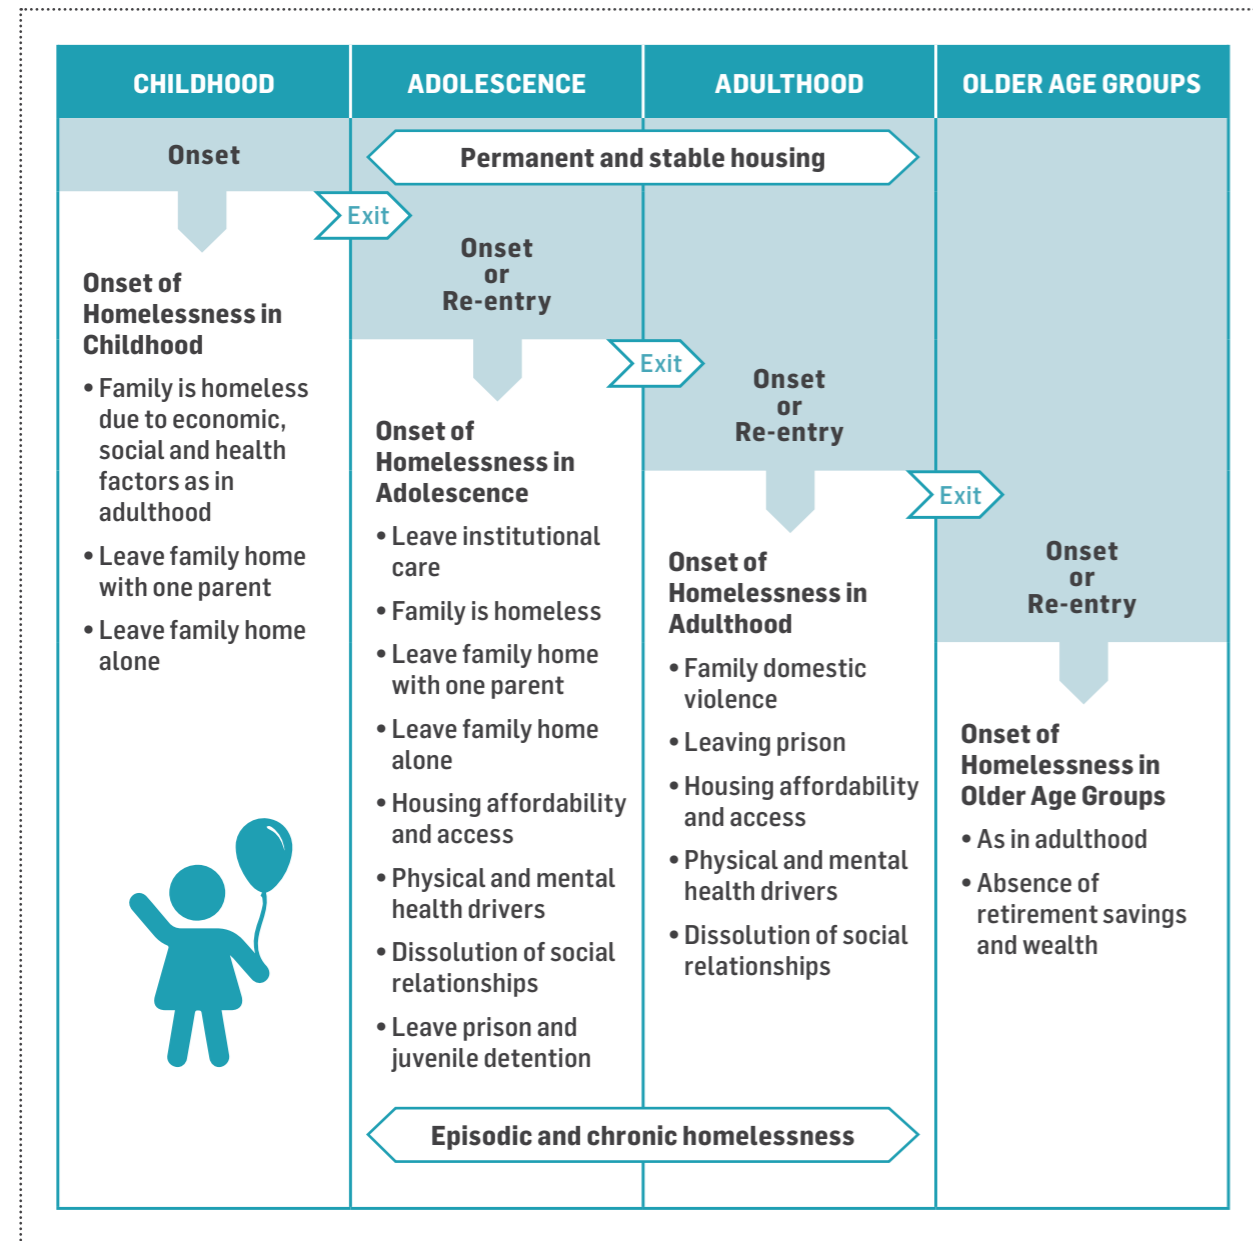 CHILDHOOD
ADOLESCENCE
ADULTHOOD
OLDER AGE GROUPS
Permanent and stable housing
Onset
Exit
Onset of
Homelessness in
Childhood
• Family is homeless
due to economic,
social and health
factors as in
adulthood
• Leave family home
with one parent
• Leave family home
alone
Onset
or
Re-entry
Exit
Onset of
Homelessness in
Adolescence
• Leave institutional
care
• Family is homeless
• Leave family home
with one parent
• Leave family home
alone
• Housing affordability
and access
• Physical and mental
health drivers
• Dissolution of social
relationships
• Leave prison and
juvenile detention
Onset
or
Re-entry
Exit
Onset of
Homelessness in
Adulthood
• Family domestic
violence
• Leaving prison
• Housing affordability
and access
• Physical and mental
health drivers
• Dissolution of social
relationships
Onset
or
Re-entry
Onset of
Homelessness in
Older Age Groups
• As in adulthood
• Absence of
retirement savings
and wealth
Episodic and chronic homelessness